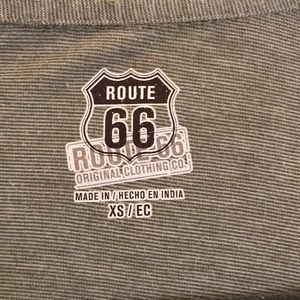 ROUTE
66
ROUTE 66
ORIGINAL CLOTHING CO.
MADE IN / HECHO EN INDIA
XS / EC